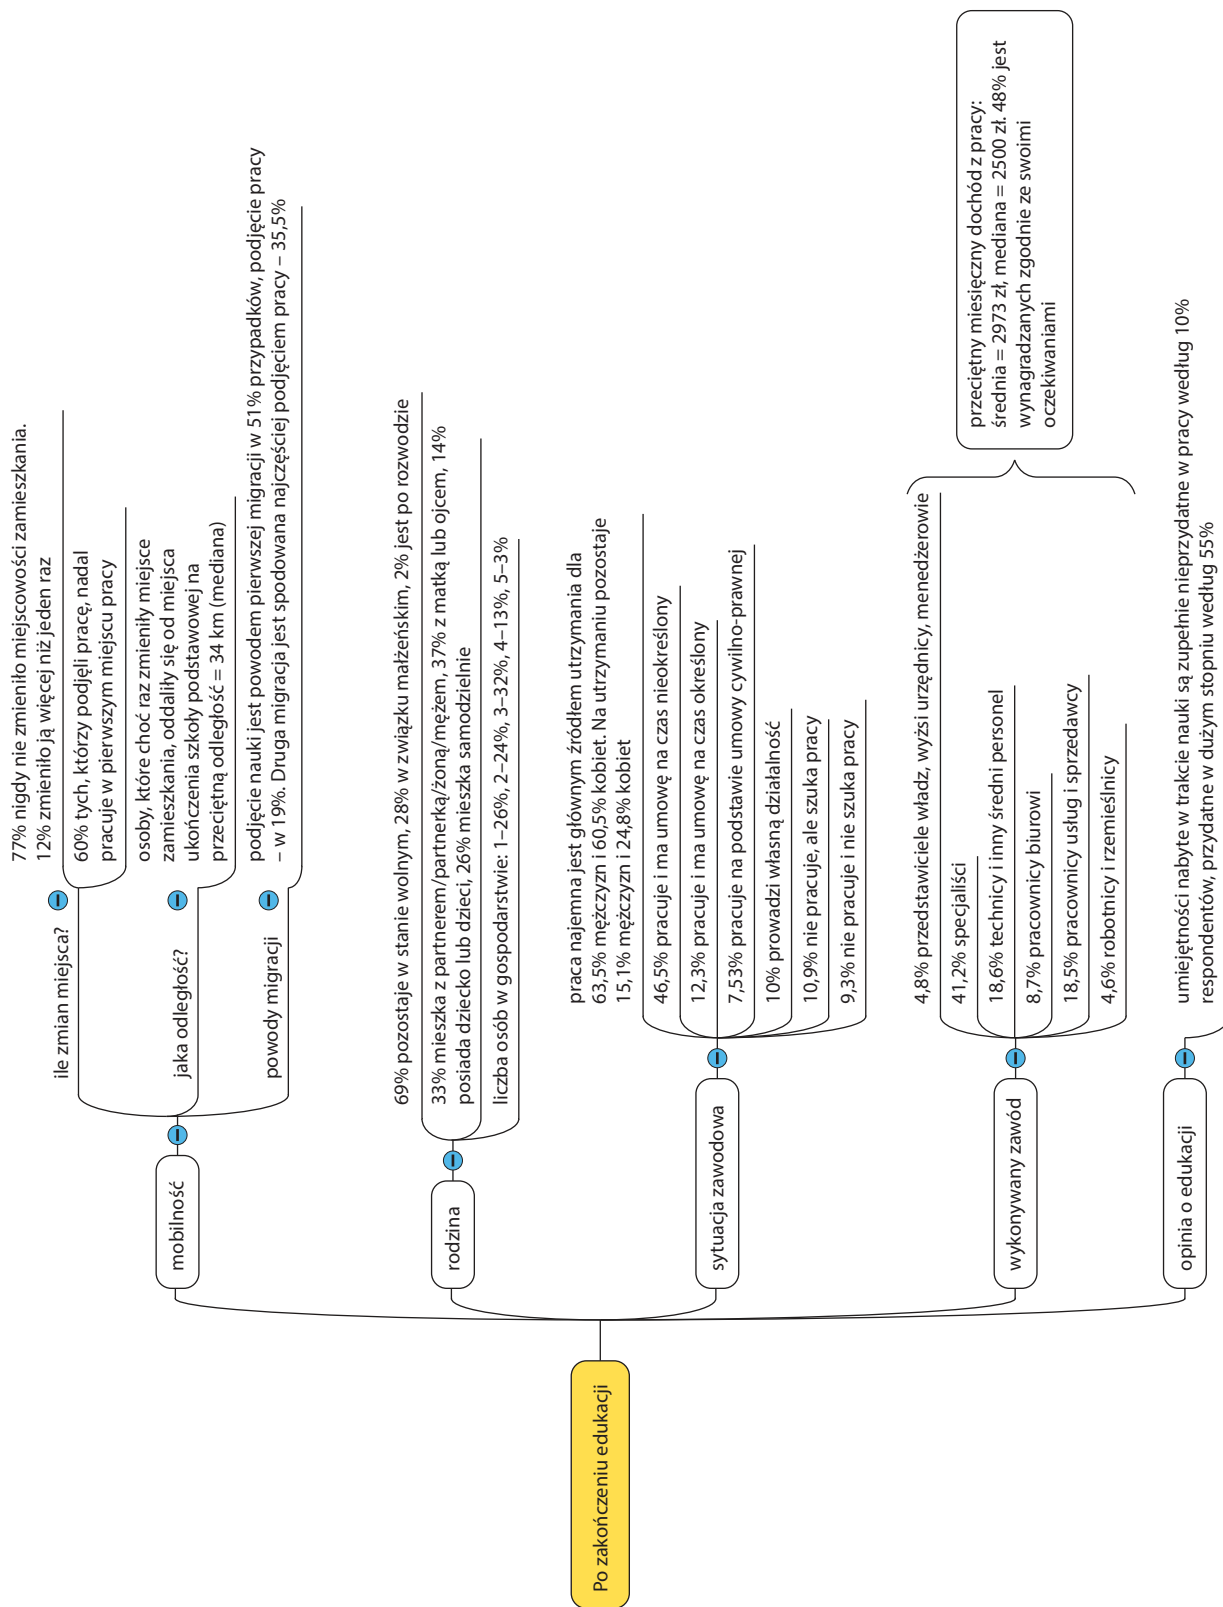 Po zakończeniu edukacji
mobilność
ile zmian miejsca?
77% nigdy nie zmieniło miejscowości zamieszkania.
12% zmieniło ją więcej niż jeden raz
60% tych, którzy podjęli pracę, nadal
pracuje w pierwszym miejscu pracy
jaka odległość?
osoby, które choć raz zmieniły miejsce
zamieszkania, oddaliły się od miejsca
ukończenia szkoły podstawowej na
przeciętną odległość = 34 km (mediana)
powody migracji
podjęcie nauki jest powodem pierwszej migracji w 51% przypadków, podjęcie pracy
– w 19%. Druga migracja jest spodowana najczęściej podjęciem pracy – 35,5%
rodzina
69% pozostaje w stanie wolnym, 28% w związku małżeńskim, 2% jest po rozwodzie
33% mieszka z partnerem/partnerką/żoną/mężem, 37% z matką lub ojcem, 14%
posiada dziecko lub dzieci, 26% mieszka samodzielnie
liczba osób w gospodarstwie: 1–26%, 2–24%, 3–32%, 4–13%, 5–3%
sytuacja zawodowa
praca najemna jest głównym źródłem utrzymania dla
63,5% mężczyzn i 60,5% kobiet. Na utrzymaniu pozostaje
15,1% mężczyzn i 24,8% kobiet
46,5% pracuje i ma umowę na czas nieokreślony
12,3% pracuje i ma umowę na czas określony
7,53% pracuje na podstawie umowy cywilno-prawnej
10% prowadzi własną działalność
10,9% nie pracuje, ale szuka pracy
9,3% nie pracuje i nie szuka pracy
wykonywany zawód
4,8% przedstawiciele władz, wyżsi urzędnicy, menedżerowie
41,2% specjaliści
18,6% technicy i inny średni personel
8,7% pracownicy biurowi
18,5% pracownicy usług i sprzedawcy
4,6% robotnicy i rzemieślnicy
przeciętny miesięczny dochód z pracy:
średnia = 2973 zł, mediana = 2500 zł. 48% jest
wynagradzanych zgodnie ze swoimi
oczekiwaniami
opinia o edukacji
umiejętności nabyte w trakcie nauki są zupełnie nieprzydatne w pracy według 10%
respondentów, przydatne w dużym stopniu według 55%